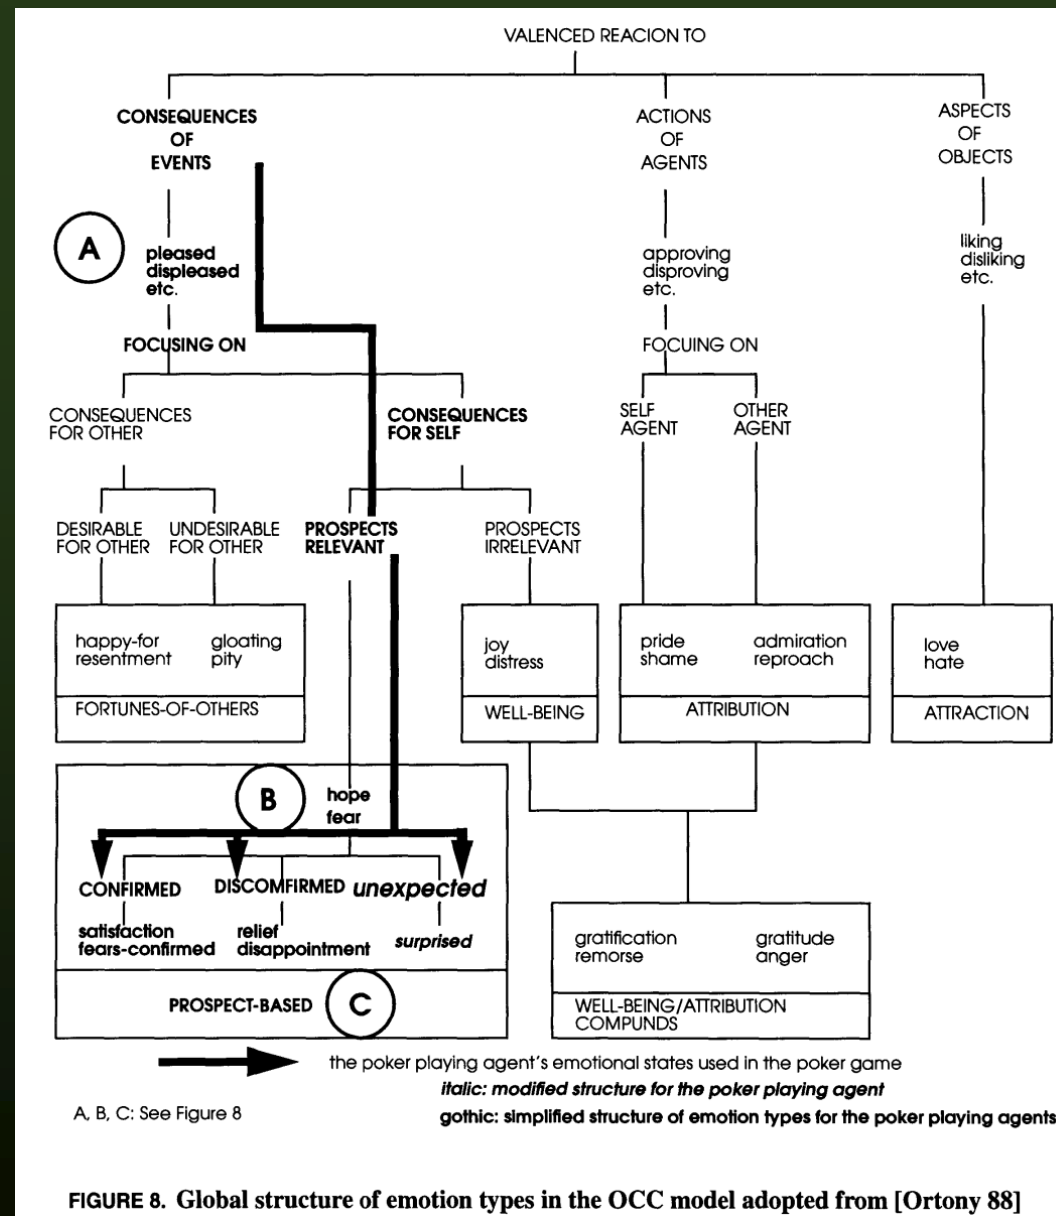 VALENCED REACION TO
CONSEQUENCES
OF
EVENTS
ACTIONS
OF
AGENTS
ASPECTS
OF
OBJECTS
A
pleased
displeased
etc.
approving
disproving
etc.
liking
disliking
etc.
FOCUSING ON
FOCUING ON
CONSEQUENCES
FOR OTHER
CONSEQUENCES
FOR SELF
SELF
AGENT
OTHER
AGENT
DESIRABLE
FOR OTHER
UNDESIRABLE
FOR OTHER
PROSPECTS
RELEVANT
PROSPECTS
IRRELEVANT
happy-for
resentment
gloating
pity
FORTUNES-OF-OTHERS
joy
distress
WELL-BEING
pride
shame
admiration
reproach
ATTRIBUTION
love
hate
ATTRACTION
B
hope
fear
CONFIRMED
DISCOMFIRMED
unexpected
satisfaction
fears-confirmed
relief
disappointment
surprised
PROSPECT-BASED
C
gratification
remorse
gratitude
anger
WELL-BEING/ATTRIBUTION
COMPUNDS
the poker playing agent's emotional states used in the poker game
italic: modified structure for the poker playing agent
A, B, C: See Figure 8
gothic: simplified structure of emotion types for the poker playing agents
FIGURE 8. Global structure of emotion types in the OCC model adopted from [Ortony 88]